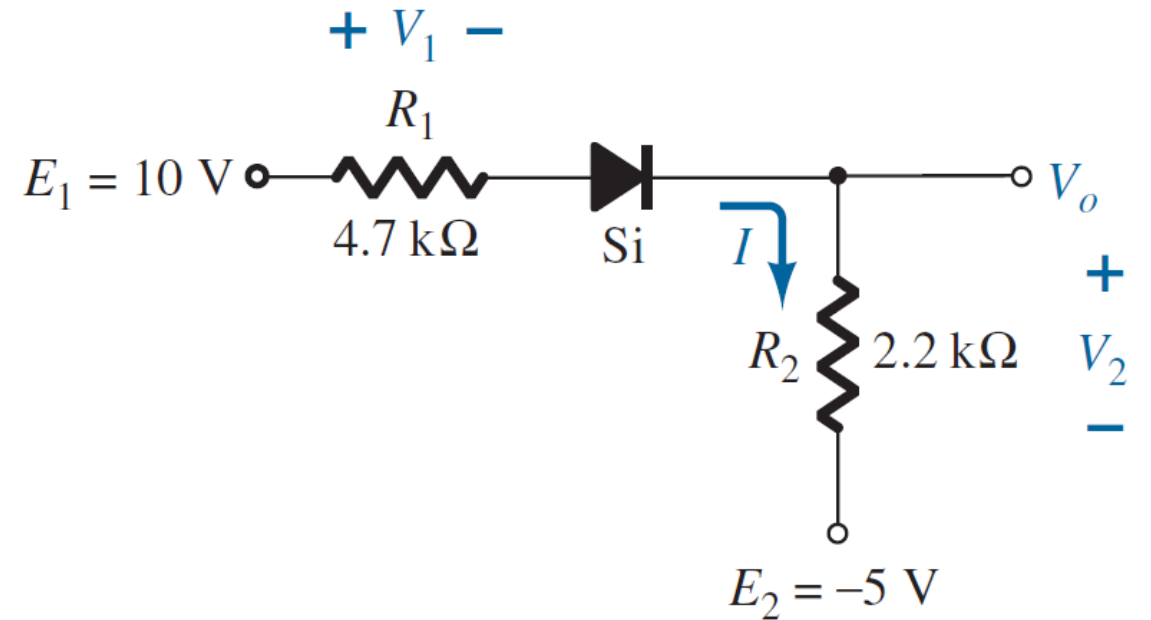 + V₁ −
R₁
E₁ = 10 V
4.7 kΩ
Si
I
Vₒ
+
R₂
2.2 kΩ
V₂
−
E₂ = –5 V